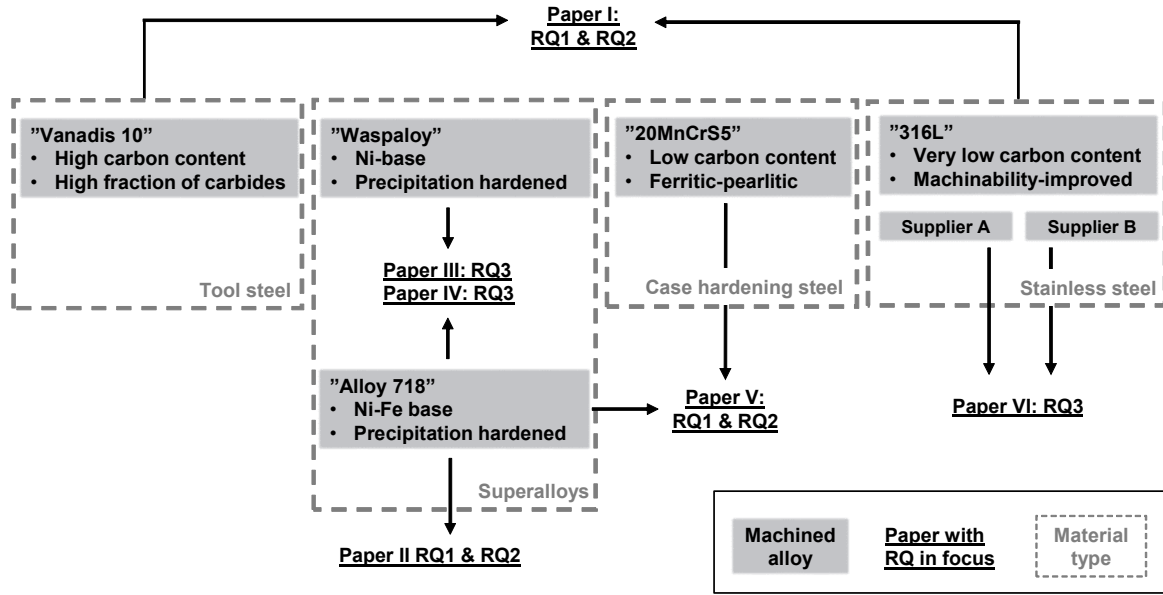 Paper I:
RQ1 & RQ2
”Vanadis 10”
• High carbon content
• High fraction of carbides
Tool steel
”Waspaloy”
• Ni-base
• Precipitation hardened
Paper III: RQ3
Paper IV: RQ3
”Alloy 718”
• Ni-Fe base
• Precipitation hardened
Superalloys
Paper II RQ1 & RQ2
”20MnCrS5”
• Low carbon content
• Ferritic-pearlitic
Case hardening steel
Paper V:
RQ1 & RQ2
”316L”
• Very low carbon content
• Machinability-improved
Supplier A
Supplier B
Stainless steel
Paper VI: RQ3
Machined
alloy
Paper with
RQ in focus
Material
type